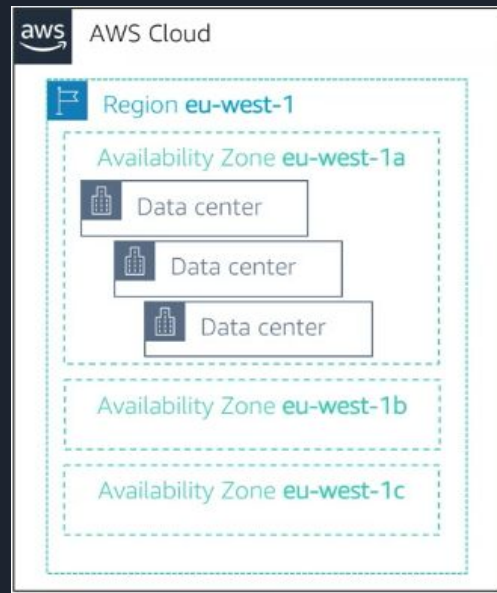 aws
AWS Cloud
Region eu-west-1
Availability Zone eu-west-1a
Data center
Data center
Data center
Availability Zone eu-west-1b
Availability Zone eu-west-1c